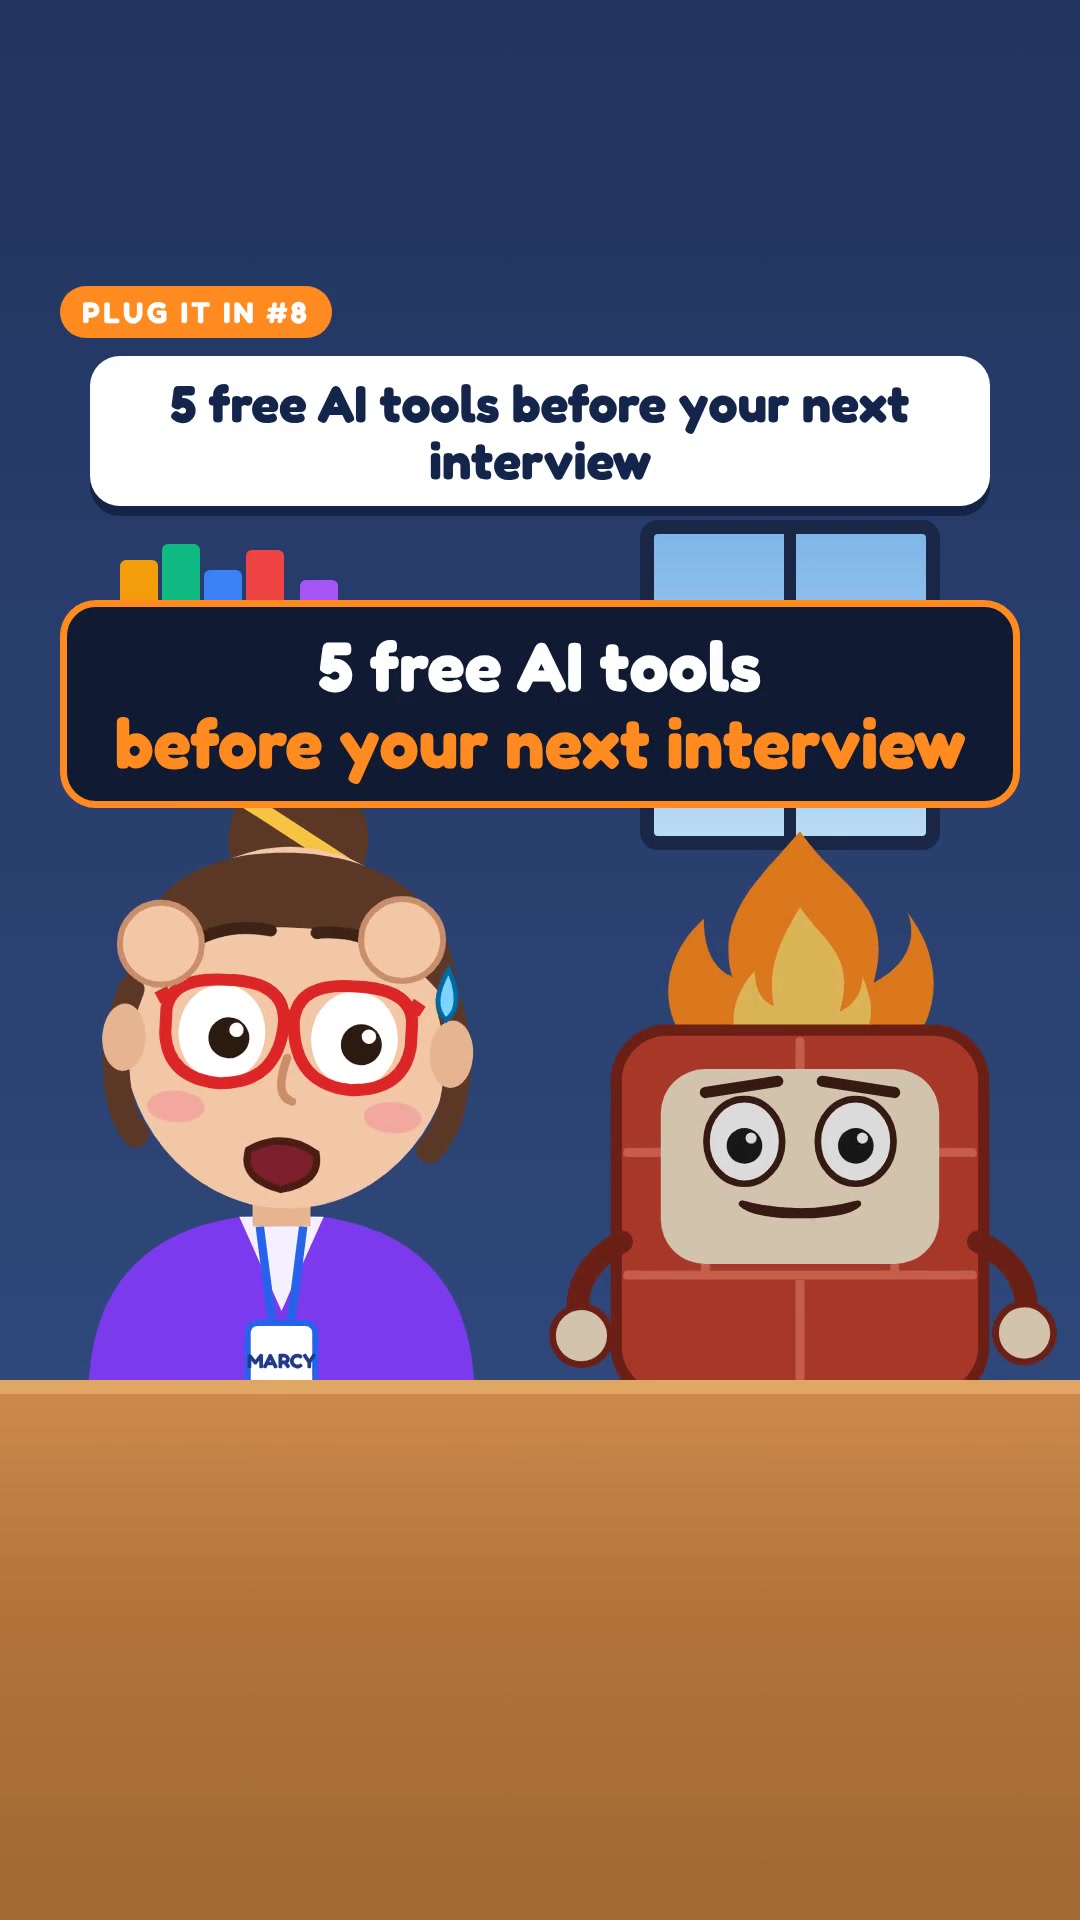 PLUG IT IN #8
5 free AI tools before your next
interview
5 free AI tools
before your next interview
MARCY